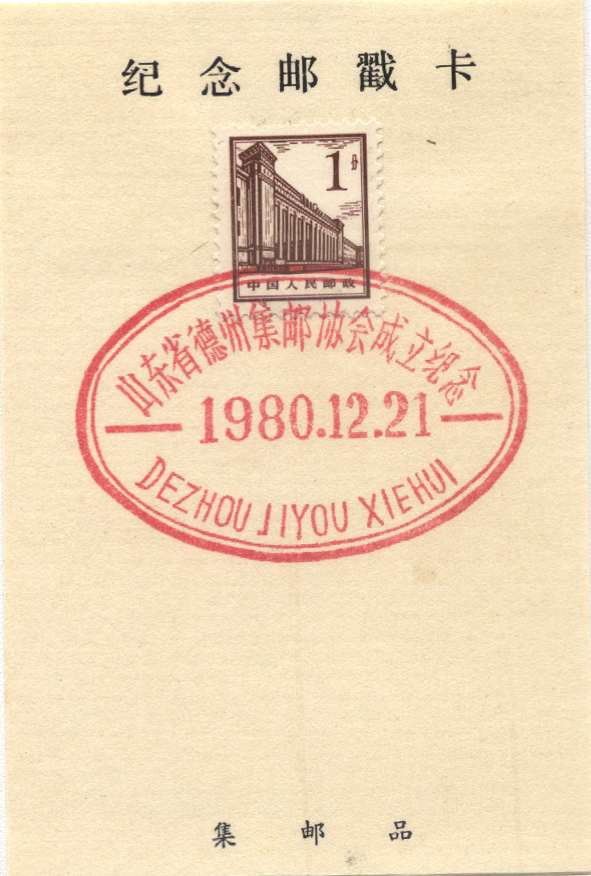 纪念邮戳卡
1分
中国人民邮政
山东省德州集邮协会成立纪念
1980.12.21
DEZHOU JIYOU XIEHUI
集邮品